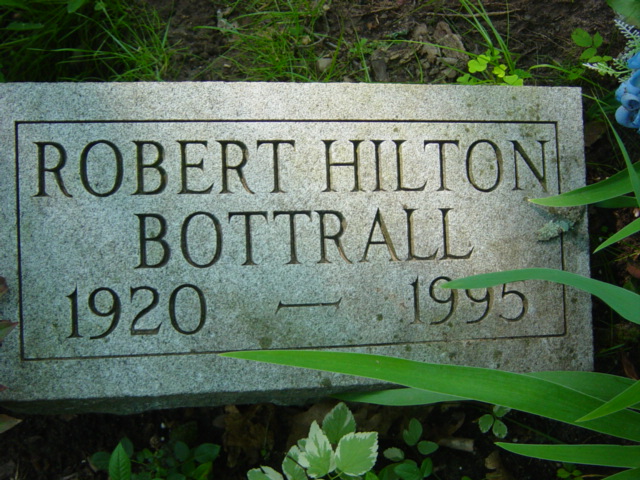 ROBERT HILTON
BOTTRALL
1920 — 1995